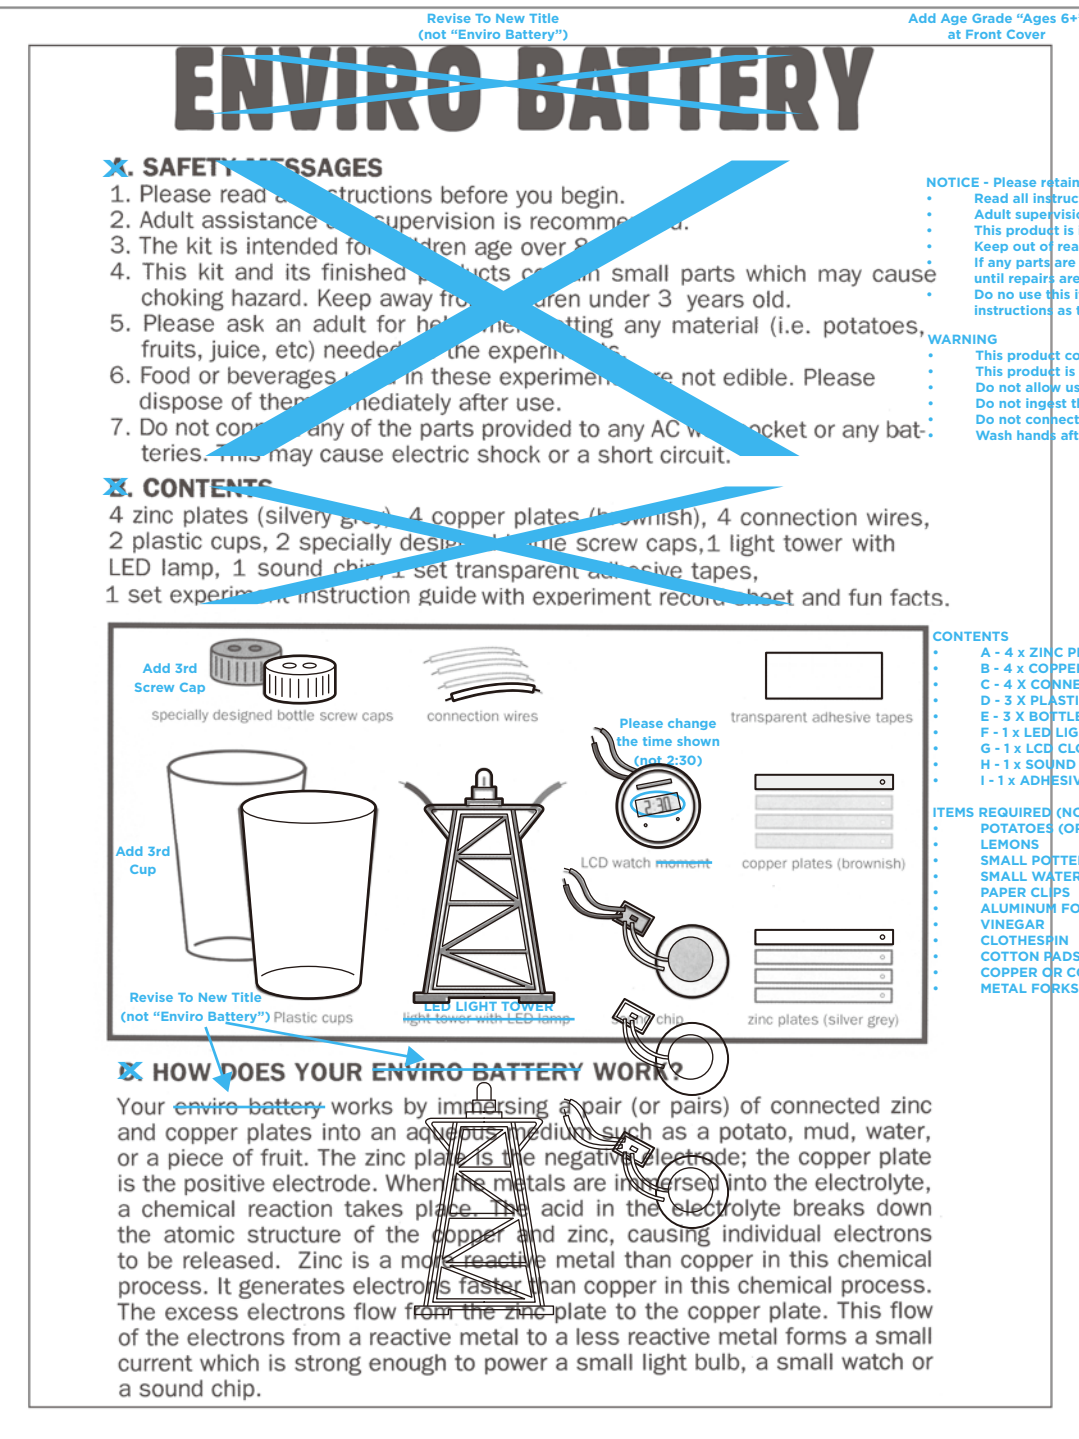 Revise To New Title
(not “Enviro Battery”)
Add Age Grade “Ages 6+
at Front Cover
ENVIRO BATTERY
A. SAFETY MESSAGES
1. Please read a structions before you begin.
2. Adult assistance supervision is recomme
3. The kit is intended for children age over 8
4. This kit and its finished products contain small parts which may cause
choking hazard. Keep away from children under 3 years old.
5. Please ask an adult for help when cutting any material (i.e. potatoes,
fruits, juice, etc) needed the experiments.
6. Food or beverages used in these experiments are not edible. Please
dispose of them immediately after use.
7. Do not connect any of the parts provided to any AC wall socket or any bat-
teries. This may cause electric shock or a short circuit.
NOTICE - Please retain
• Read all instruc
• Adult supervisio
• This product is
• Keep out of rea
• If any parts are
until repairs are
• Do no use this i
instructions as t
WARNING
• This product co
• This product is
• Do not allow us
• Do not ingest th
• Do not connect
• Wash hands aft
B. CONTENTS
4 zinc plates (silvery grey), 4 copper plates (brownish), 4 connection wires,
2 plastic cups, 2 specially designed bottle screw caps,1 light tower with
LED lamp, 1 sound chip, 1 set transparent adhesive tapes,
1 set experiment instruction guide with experiment record sheet and fun facts.
Add 3rd
Screw Cap
specially designed bottle screw caps
connection wires
transparent adhesive tapes
Please change
the time shown
(not 2:30)
2:30
LCD watch moment
copper plates (brownish)
Add 3rd
Cup
Revise To New Title
(not “Enviro Battery”)
Plastic cups
LED LIGHT TOWER
light tower with LED lamp
sound chip
zinc plates (silver grey)
CONTENTS
• A - 4 x ZINC PL
• B - 4 x COPPER
• C - 4 X CONNE
• D - 3 X PLASTI
• E - 3 X BOTTLE
• F - 1 x LED LIG
• G - 1 x LCD CLO
• H - 1 x SOUND
• I - 1 x ADHESIV
ITEMS REQUIRED (NO
• POTATOES (OR
• LEMONS
• SMALL POTTE
• SMALL WATER
• PAPER CLIPS
• ALUMINUM FO
• VINEGAR
• CLOTHESPIN
• COTTON PADS
• COPPER OR CO
• METAL FORKS
C. HOW DOES YOUR ENVIRO BATTERY WORK?
Your enviro battery works by immersing a pair (or pairs) of connected zinc
and copper plates into an aqueous medium such as a potato, mud, water,
or a piece of fruit. The zinc plate is the negative electrode; the copper plate
is the positive electrode. When the metals are immersed into the electrolyte,
a chemical reaction takes place. The acid in the electrolyte breaks down
the atomic structure of the copper and zinc, causing individual electrons
to be released. Zinc is a more reactive metal than copper in this chemical
process. It generates electrons faster than copper in this chemical process.
The excess electrons flow from the zinc plate to the copper plate. This flow
of the electrons from a reactive metal to a less reactive metal forms a small
current which is strong enough to power a small light bulb, a small watch or
a sound chip.